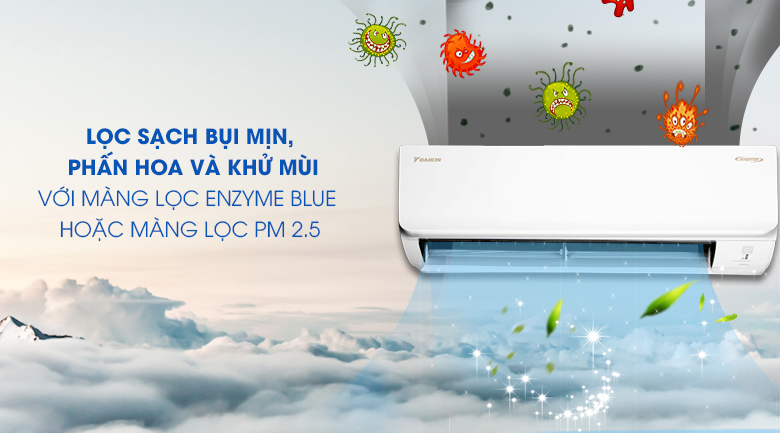 LỌC SẠCH BỤI MỊN,
PHẤN HOA VÀ KHỬ MÙI
VỚI MÀNG LỌC ENZYME BLUE
HOẶC MÀNG LỌC PM 2.5
DAIKIN
INVERTER